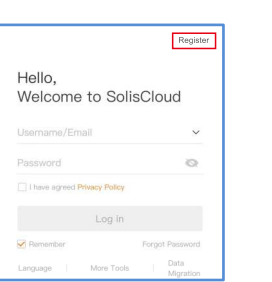 Register
Hello,
Welcome to SolisCloud
Username/Email
Password
I have agreed Privacy Policy
Log in
Remember
Forgot Password
Language
More Tools
Data
Migration